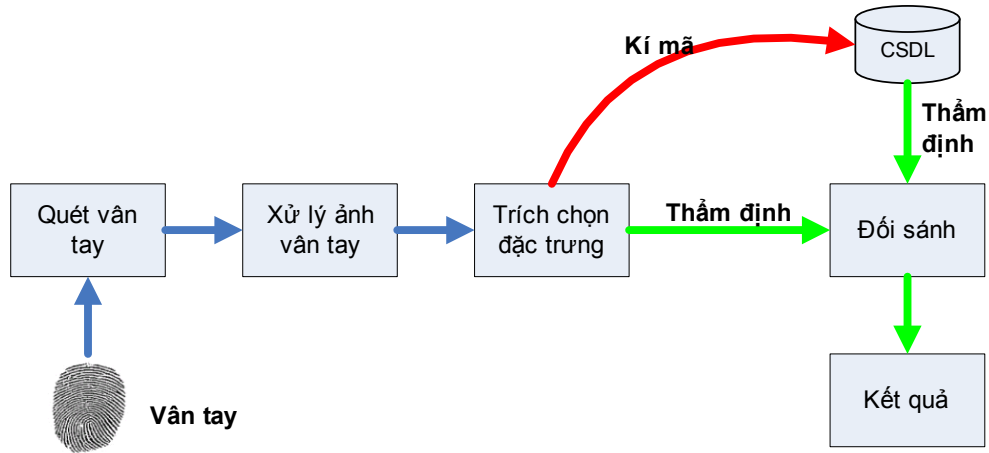 Kí mã
CSDL
Thẩm
định
Quét vân
tay
Xử lý ảnh
vân tay
Trích chọn
đặc trưng
Thẩm định
Đối sánh
Vân tay
Kết quả